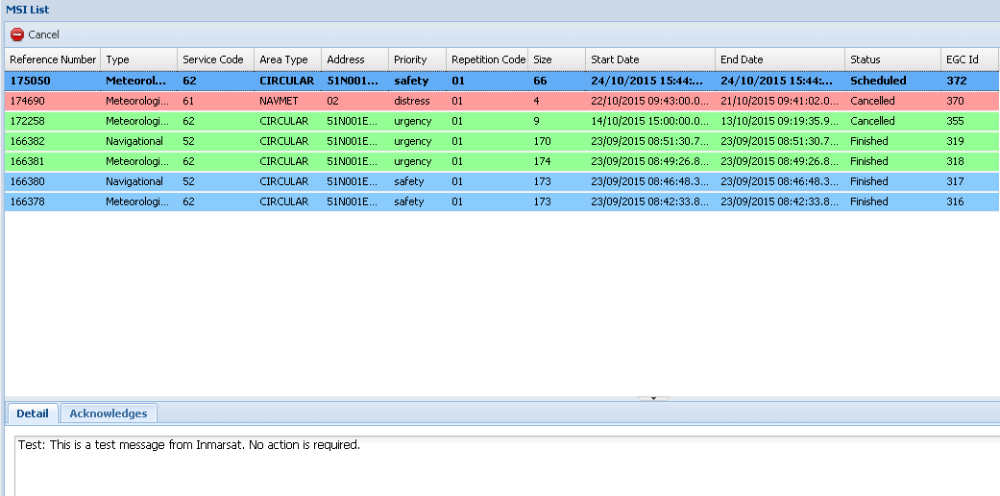 MSI List
Cancel
Reference Number Type Service Code Area Type Address Priority Repetition Code Size Start Date End Date Status EGC Id
175050 Meteorol... 62 CIRCULAR 51N001... safety 01 66 24/10/2015 15:44:... 24/10/2015 15:44:... Scheduled 372
174690 Meteorologi... 61 NAVMET 02 distress 01 4 22/10/2015 09:43:00.0... 21/10/2015 09:41:02.0... Cancelled 370
172258 Meteorologi... 62 CIRCULAR 51N001E... urgency 01 9 14/10/2015 15:00:00.0... 13/10/2015 09:19:35.9... Cancelled 355
166382 Navigational 52 CIRCULAR 51N001E... urgency 01 170 23/09/2015 08:51:30.7... 23/09/2015 08:51:30.7... Finished 319
166381 Meteorologi... 62 CIRCULAR 51N001E... urgency 01 174 23/09/2015 08:49:26.8... 23/09/2015 08:49:26.8... Finished 318
166380 Navigational 52 CIRCULAR 51N001E... safety 01 173 23/09/2015 08:46:48.3... 23/09/2015 08:46:48.3... Finished 317
166378 Meteorologi... 62 CIRCULAR 51N001E... safety 01 173 23/09/2015 08:42:33.8... 23/09/2015 08:42:33.8... Finished 316
Detail Acknowledges
Test: This is a test message from Inmarsat. No action is required.